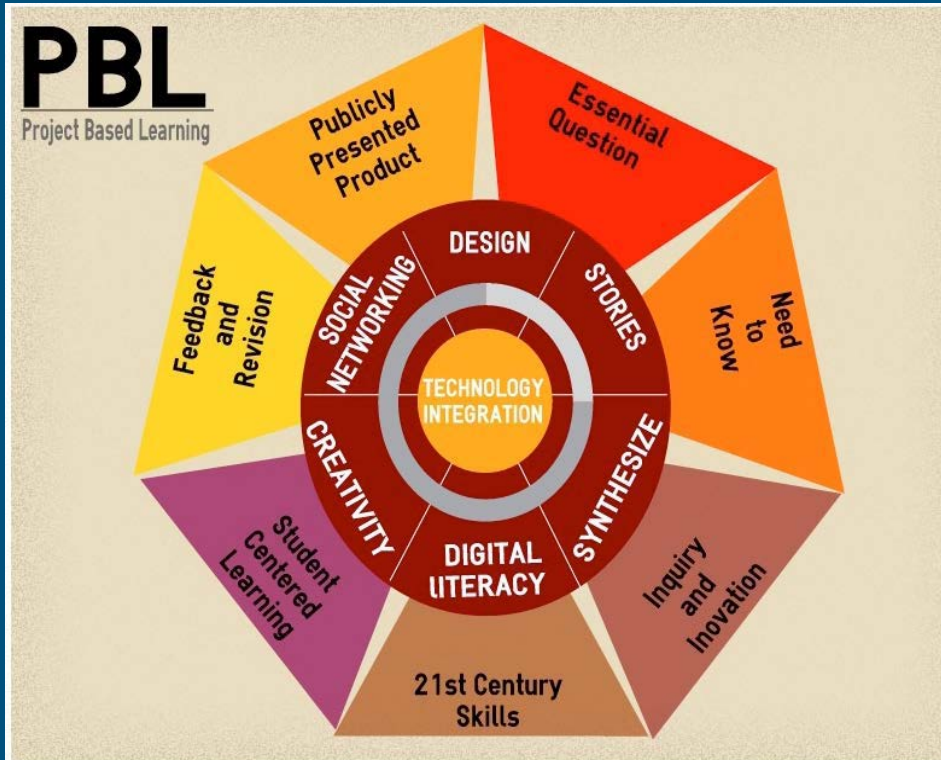 PBL
Project Based Learning
Publicly
Presented
Product
Essential
Question
Need
to
Know
Inquiry
and
Inovation
21st Century
Skills
Student
Centered
Learning
Feedback
and
Revision
DESIGN
STORIES
SYNTHESIZE
DIGITAL
LITERACY
CREATIVITY
SOCIAL
NETWORKING
TECHNOLOGY
INTEGRATION